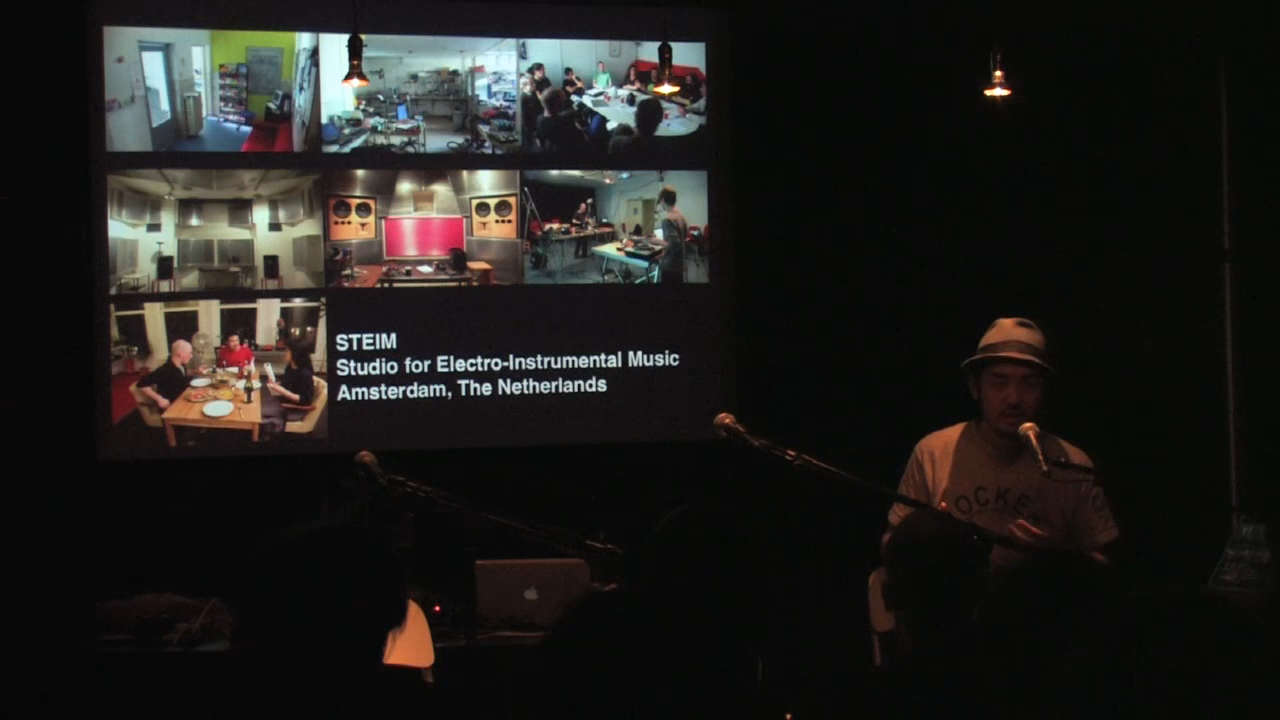 STEIM
Studio for Electro-Instrumental Music
Amsterdam, The Netherlands